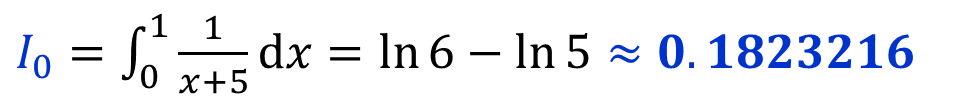 I₀ = ∫₀¹ 1/(x+5) dx = ln 6 − ln 5 ≈ 0.1823216